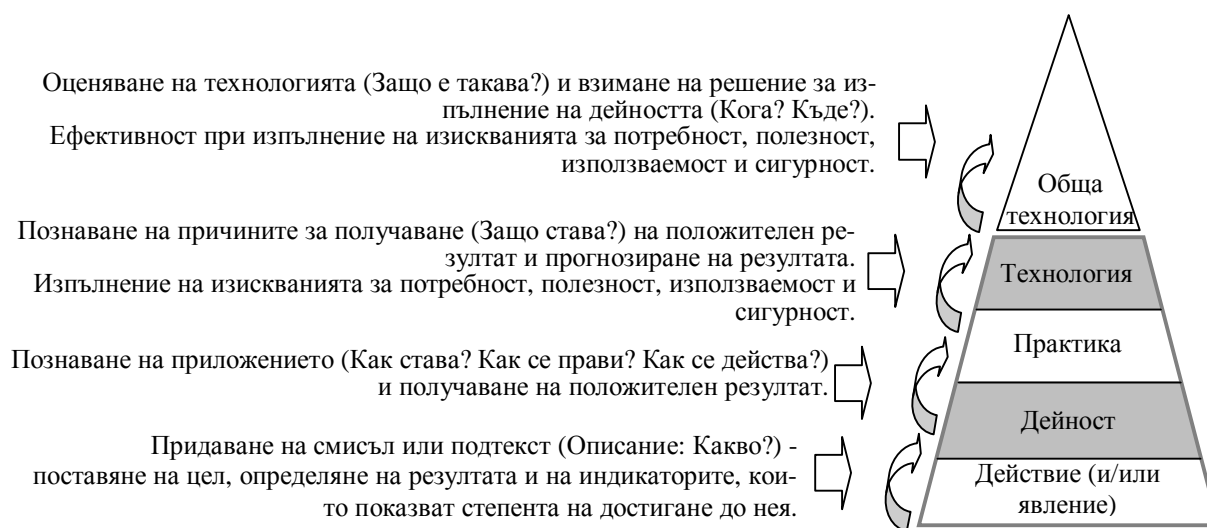 Оценяване на технологията (Защо е такава?) и взимане на решение за из-
пълнение на дейността (Кога? Къде?).
Ефективност при изпълнение на изискванията за потребност, полезност,
използваемост и сигурност.
Обща
технология
Познаване на причините за получаване (Защо става?) на положителен ре-
зултат и прогнозиране на резултата.
Изпълнение на изискванията за потребност, полезност, използваемост и
сигурност.
Технология
Практика
Познаване на приложението (Как става? Как се прави? Как се действа?)
и получаване на положителен резултат.
Дейност
Придаване на смисъл или подтекст (Описание: Какво?) -
поставяне на цел, определяне на резултата и на индикаторите, кои-
то показват степента на достигане до нея.
Действие (и/или
явление)